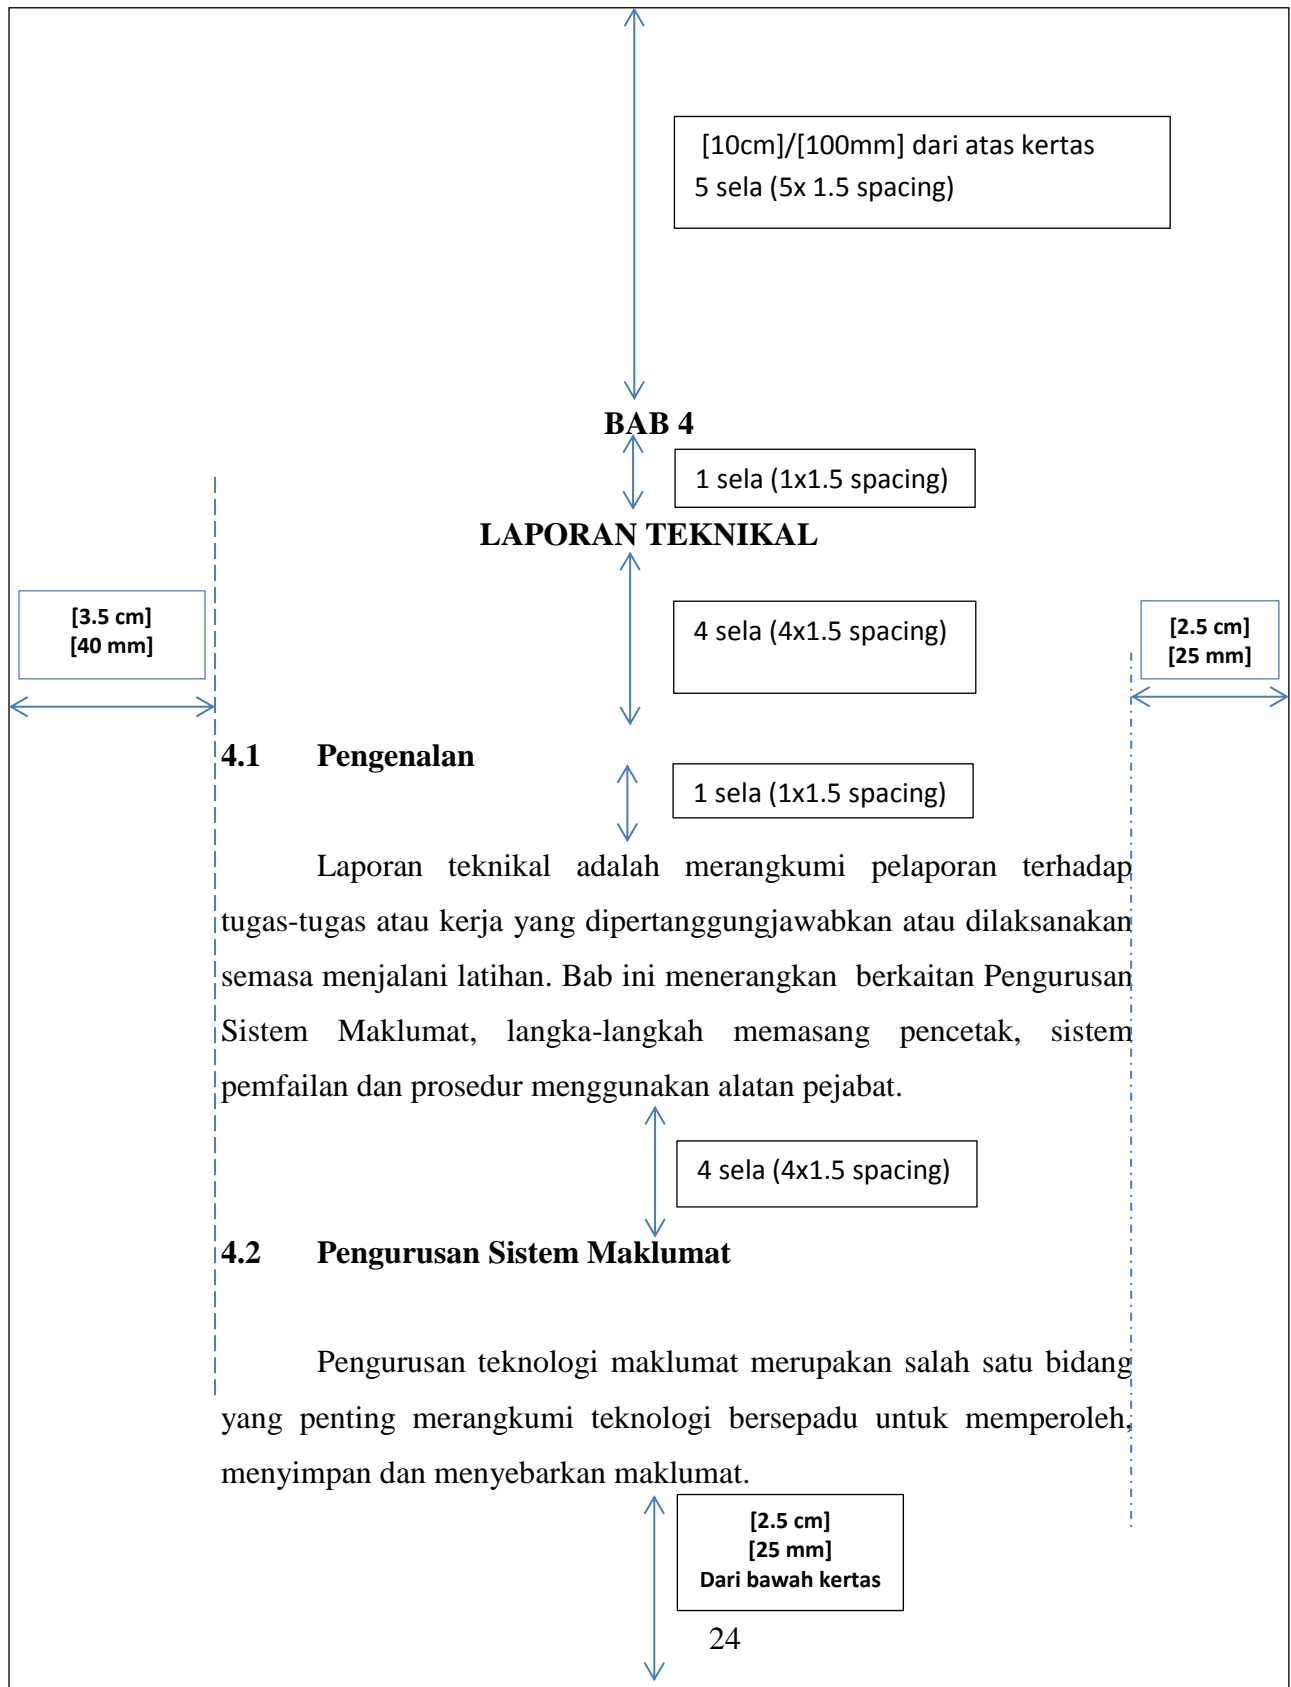 [10cm]/[100mm] dari atas kertas
5 sela (5x 1.5 spacing)
BAB 4
1 sela (1x1.5 spacing)
LAPORAN TEKNIKAL
[3.5 cm]
[40 mm]
4 sela (4x1.5 spacing)
[2.5 cm]
[25 mm]
4.1 Pengenalan
1 sela (1x1.5 spacing)
Laporan teknikal adalah merangkumi pelaporan terhadap
tugas-tugas atau kerja yang dipertanggungjawabkan atau dilaksanakan
semasa menjalani latihan. Bab ini menerangkan  berkaitan Pengurusan
Sistem Maklumat, langka-langkah memasang pencetak, sistem
pemfailan dan prosedur menggunakan alatan pejabat.
4 sela (4x1.5 spacing)
4.2 Pengurusan Sistem Maklumat
Pengurusan teknologi maklumat merupakan salah satu bidang
yang penting merangkumi teknologi bersepadu untuk memperoleh,
menyimpan dan menyebarkan maklumat.
[2.5 cm]
[25 mm]
Dari bawah kertas
24